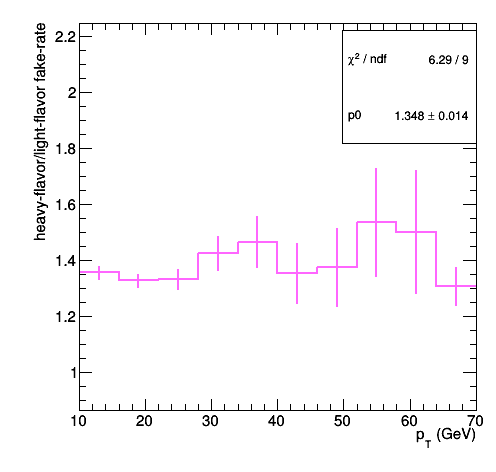 heavy-flavor/light-flavor fake-rate
χ² / ndf 6.29 / 9
p0 1.348 ± 0.014
2.2
2
1.8
1.6
1.4
1.2
1
10 20 30 40 50 60 70
p_T (GeV)